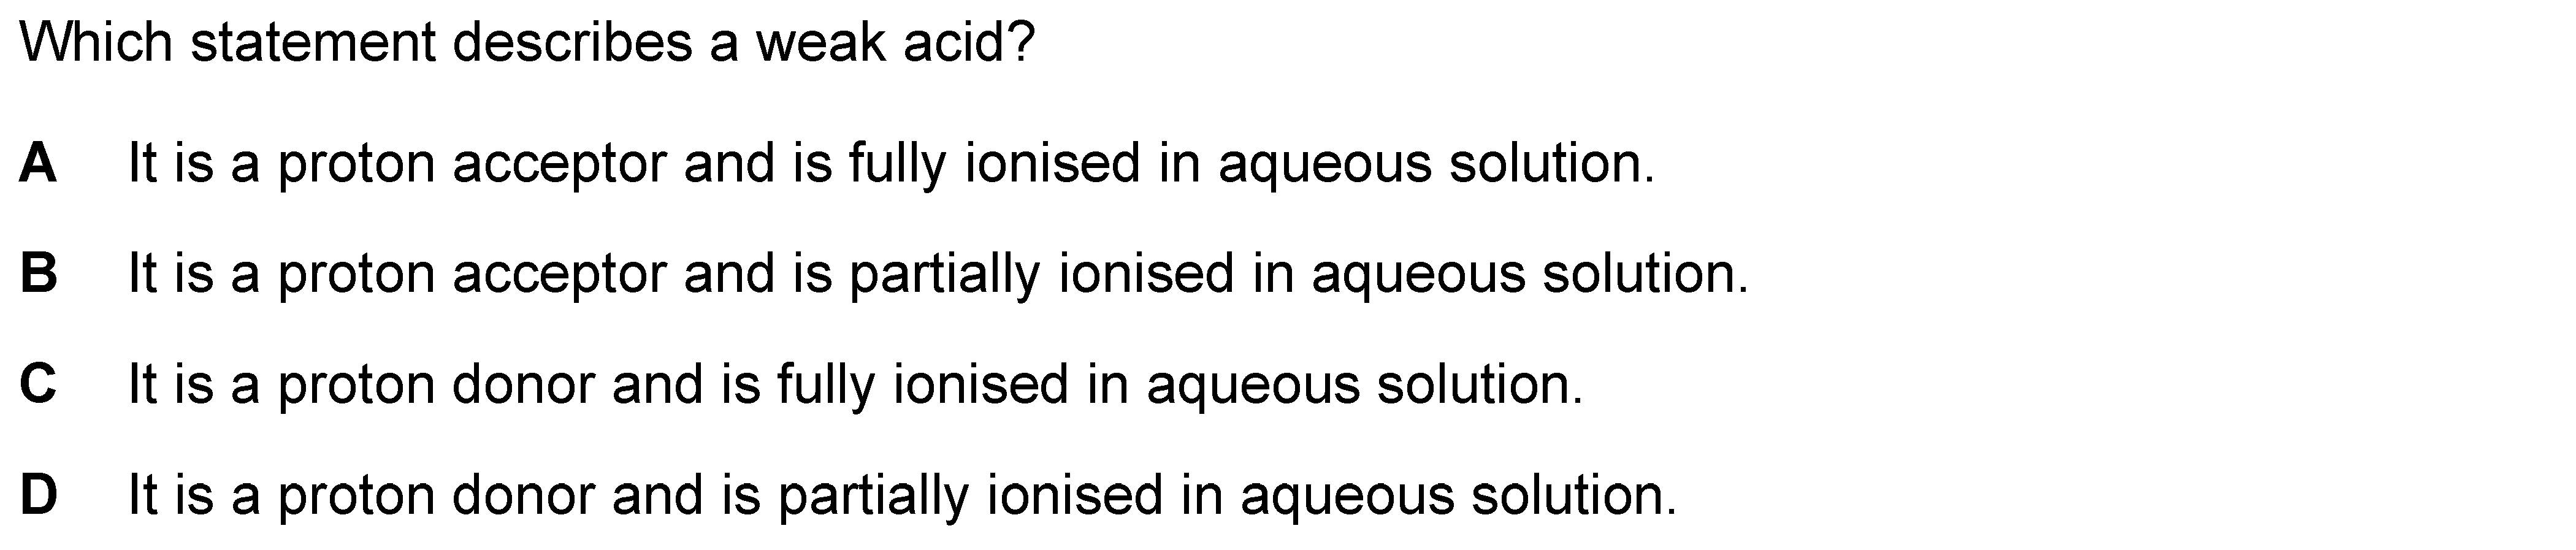 Which statement describes a weak acid?
A It is a proton acceptor and is fully ionised in aqueous solution.
B It is a proton acceptor and is partially ionised in aqueous solution.
C It is a proton donor and is fully ionised in aqueous solution.
D It is a proton donor and is partially ionised in aqueous solution.